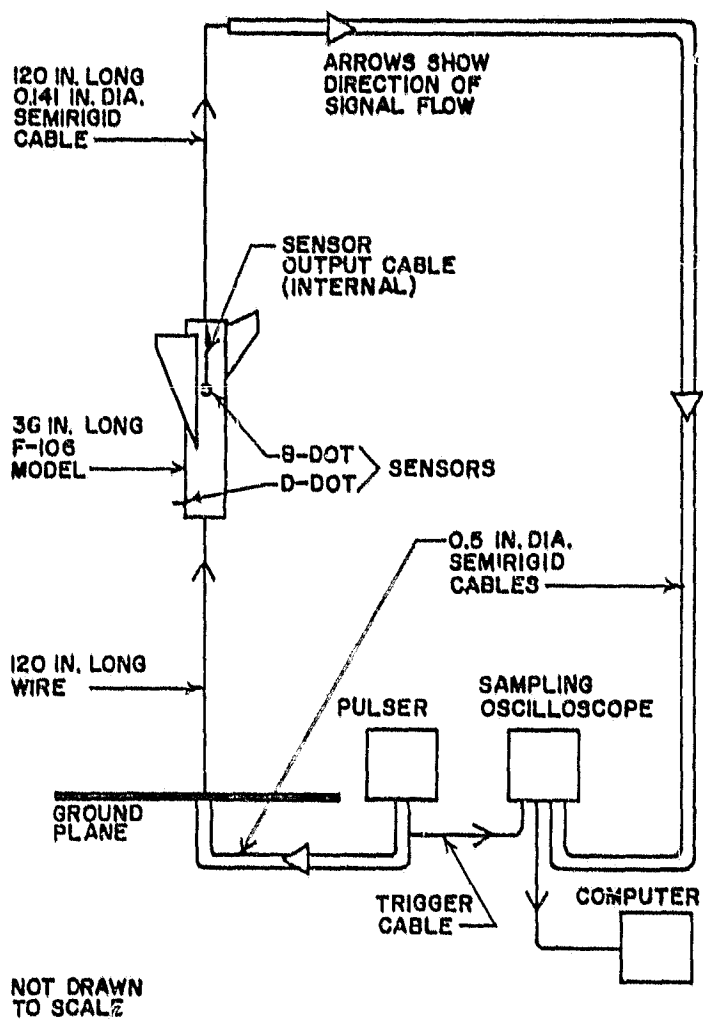 120 IN. LONG
0.141 IN. DIA.
SEMIRIGID
CABLE
ARROWS SHOW
DIRECTION OF
SIGNAL FLOW
SENSOR
OUTPUT CABLE
(INTERNAL)
36 IN. LONG
F-106
MODEL
B-DOT
D-DOT
SENSORS
0.5 IN. DIA.
SEMIRIGID
CABLES
120 IN. LONG
WIRE
PULSER
SAMPLING
OSCILLOSCOPE
GROUND
PLANE
TRIGGER
CABLE
COMPUTER
NOT DRAWN
TO SCALE